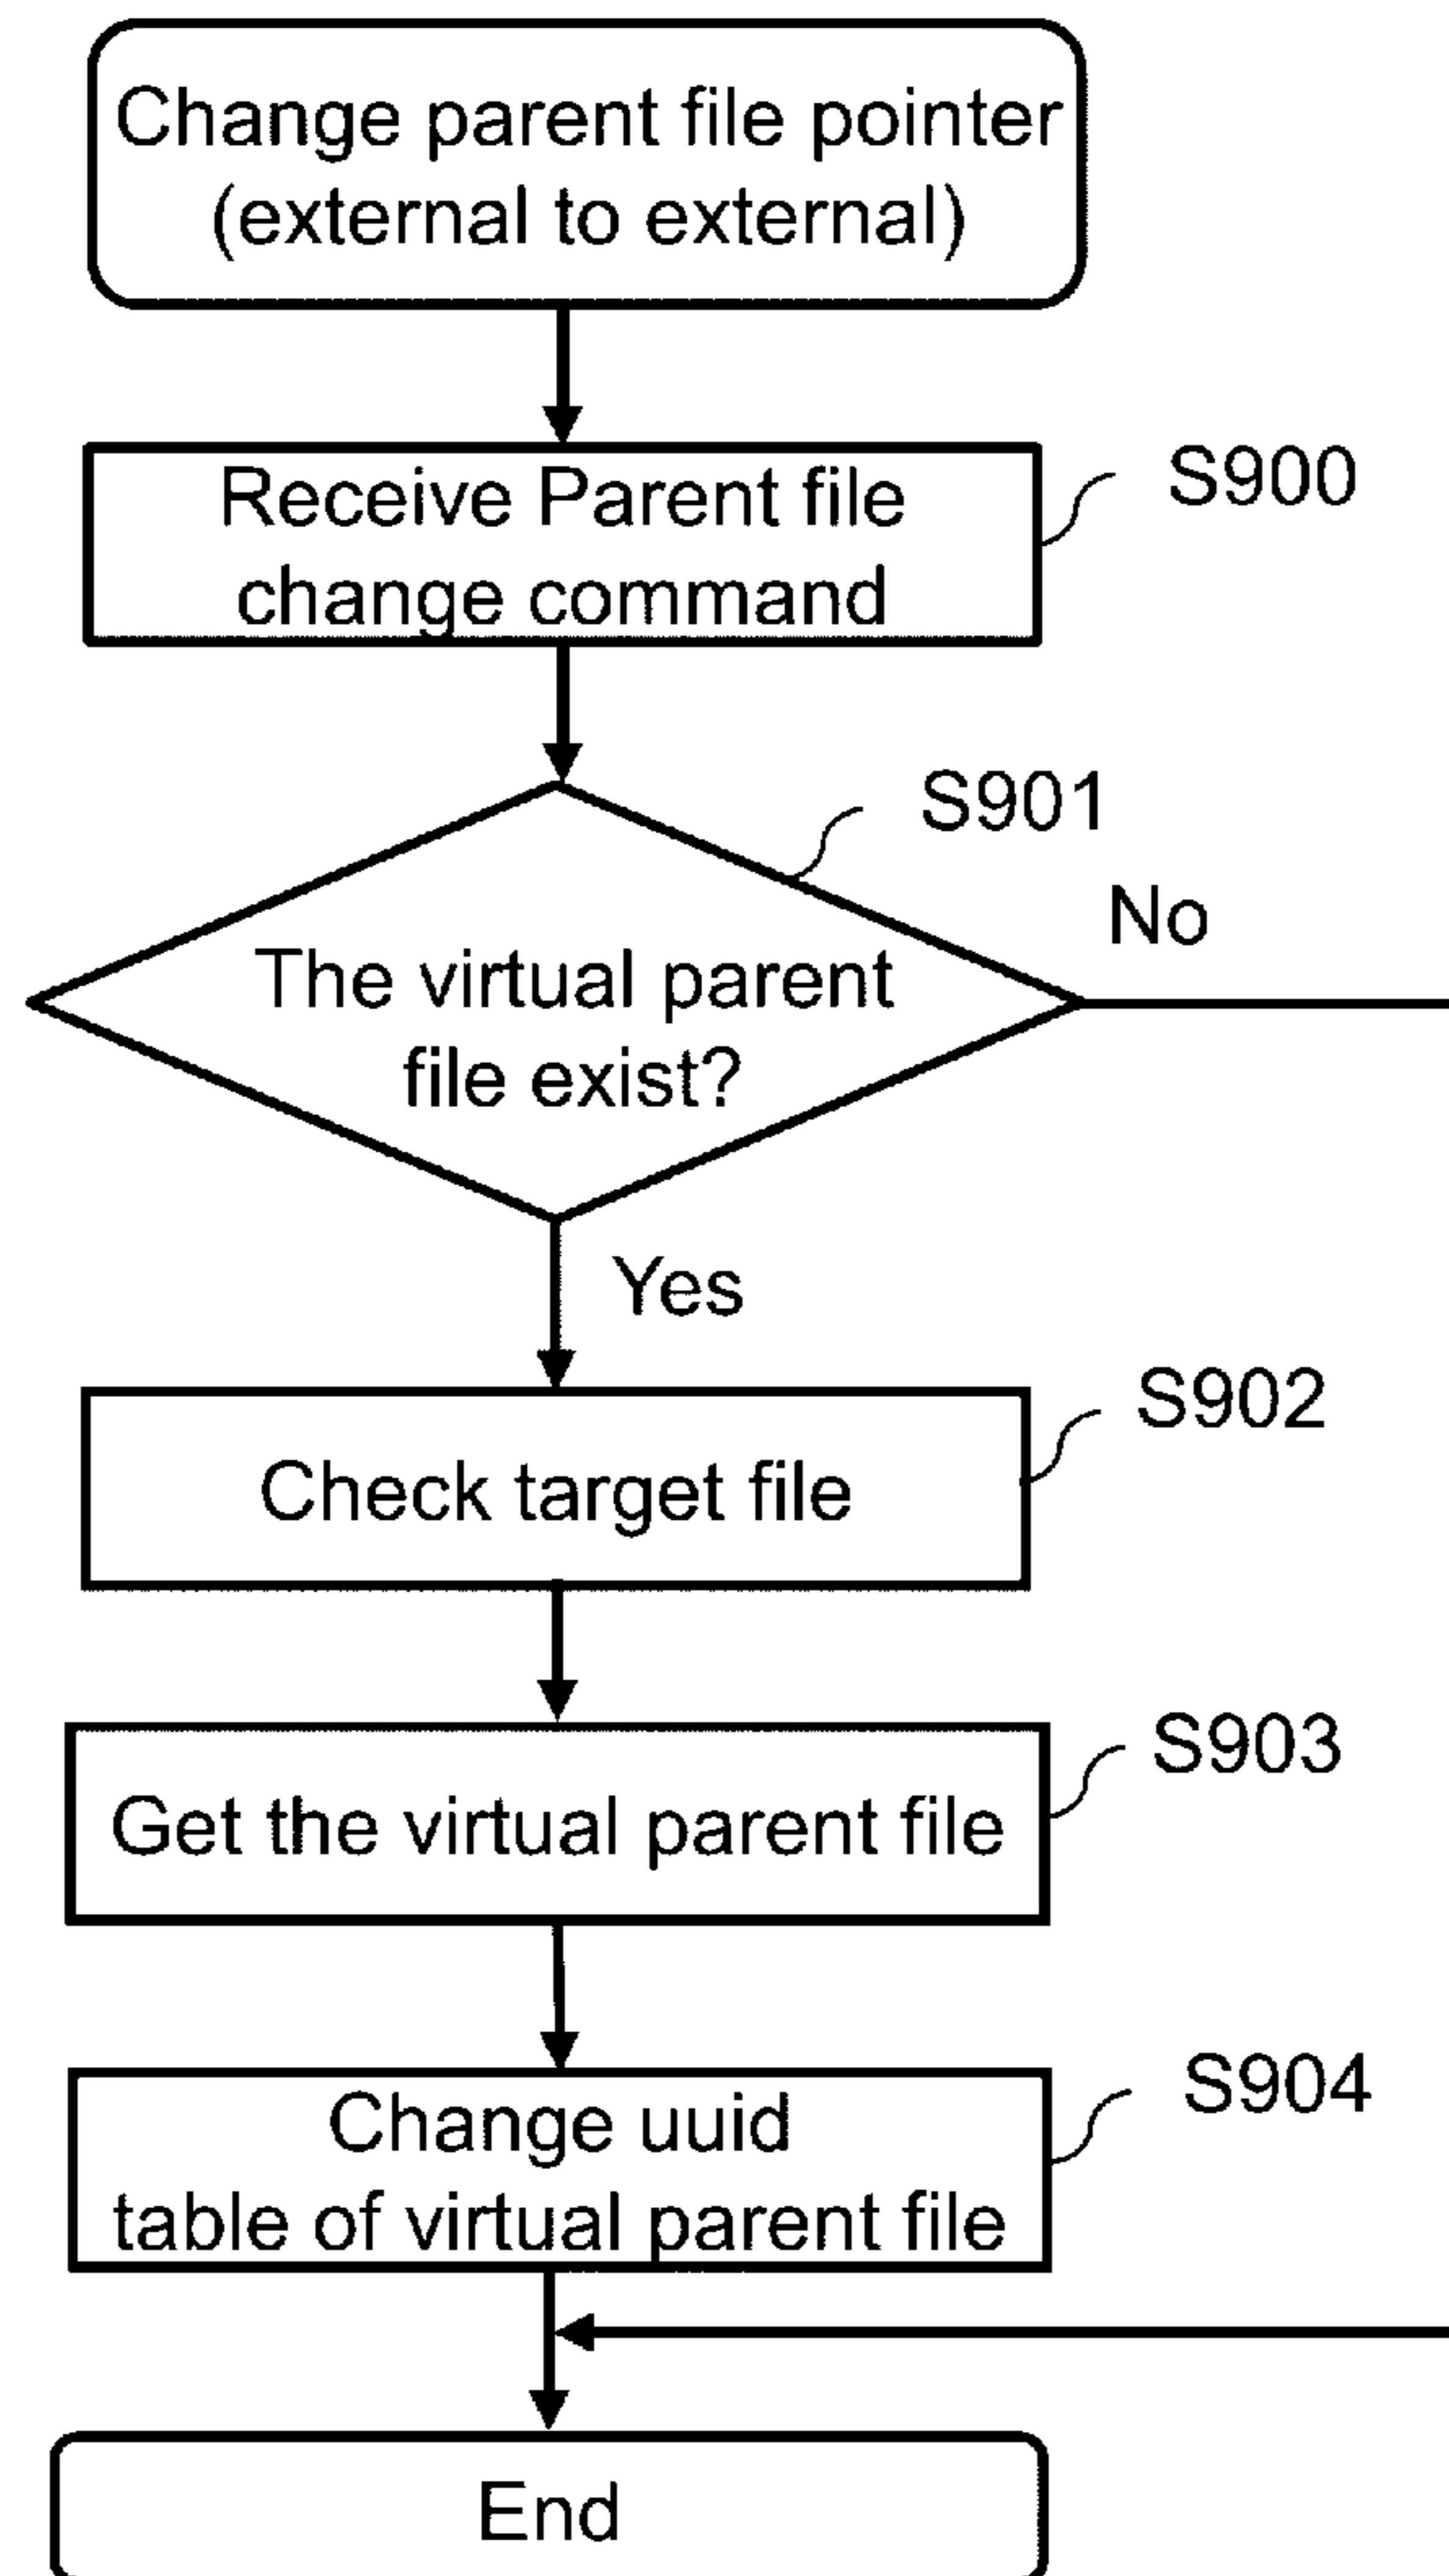 Change parent file pointer
(external to external)
Receive Parent file
change command
S900
S901
The virtual parent
file exist?
No
Yes
Check target file
S902
Get the virtual parent file
S903
Change uuid
table of virtual parent file
S904
End